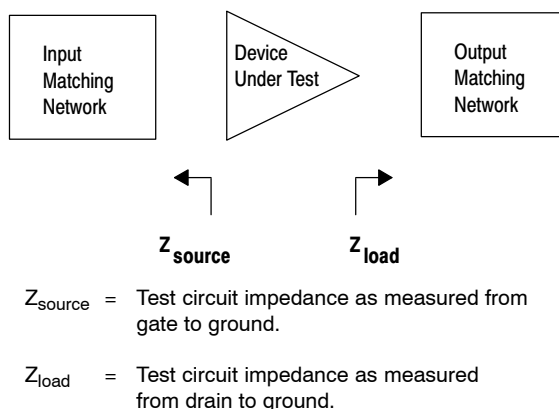 Input
Matching
Network
Device
Under Test
Output
Matching
Network
Z source
Z load
Zsource = Test circuit impedance as measured from
gate to ground.
Zload = Test circuit impedance as measured
from drain to ground.